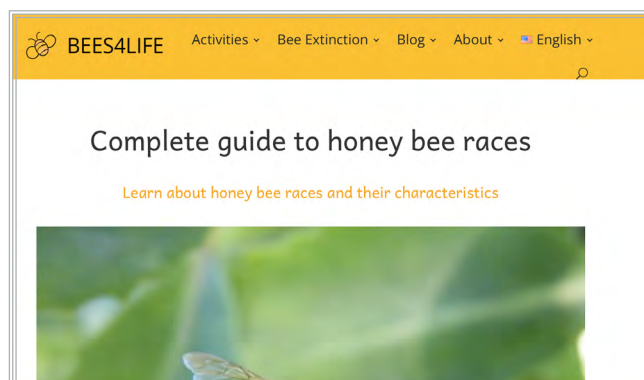 BEES4LIFE Activities Bee Extinction Blog About English
Complete guide to honey bee races
Learn about honey bee races and their characteristics